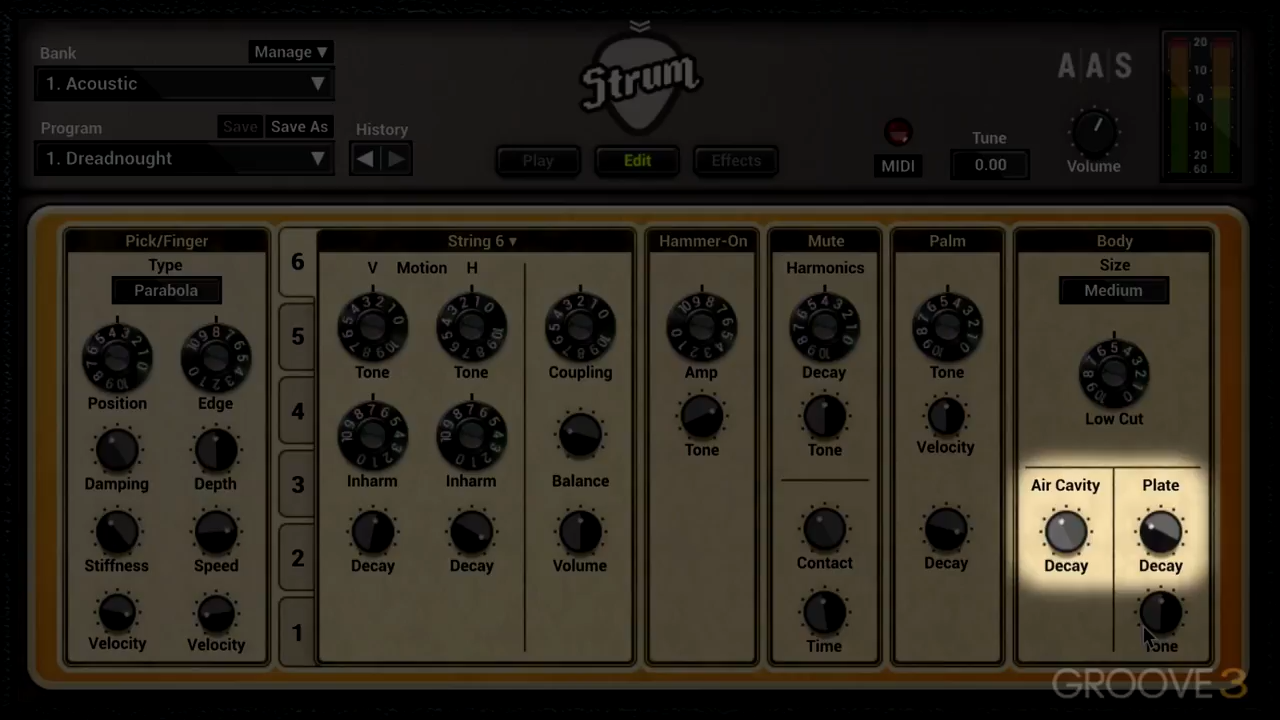 Bank
Manage ▼
1. Acoustic ▼
Program
Save
Save As
1. Dreadnought ▼
History
◀ ▶
Strum
Play
Edit
Effects
MIDI
Tune
0.00
A|A|S
Volume
20
10
0
10
20
60
Pick/Finger
Type
Parabola
Position
Edge
Damping
Depth
Stiffness
Speed
Velocity
Velocity
6
5
4
3
2
1
String 6 ▾
V Motion H
Tone
Tone
Coupling
Inharm
Inharm
Balance
Decay
Decay
Volume
Hammer-On
Amp
Tone
Mute
Harmonics
Decay
Tone
Contact
Time
Palm
Tone
Velocity
Decay
Body
Size
Medium
Low Cut
Air Cavity
Plate
Decay
Decay
Tone
GROOVE3